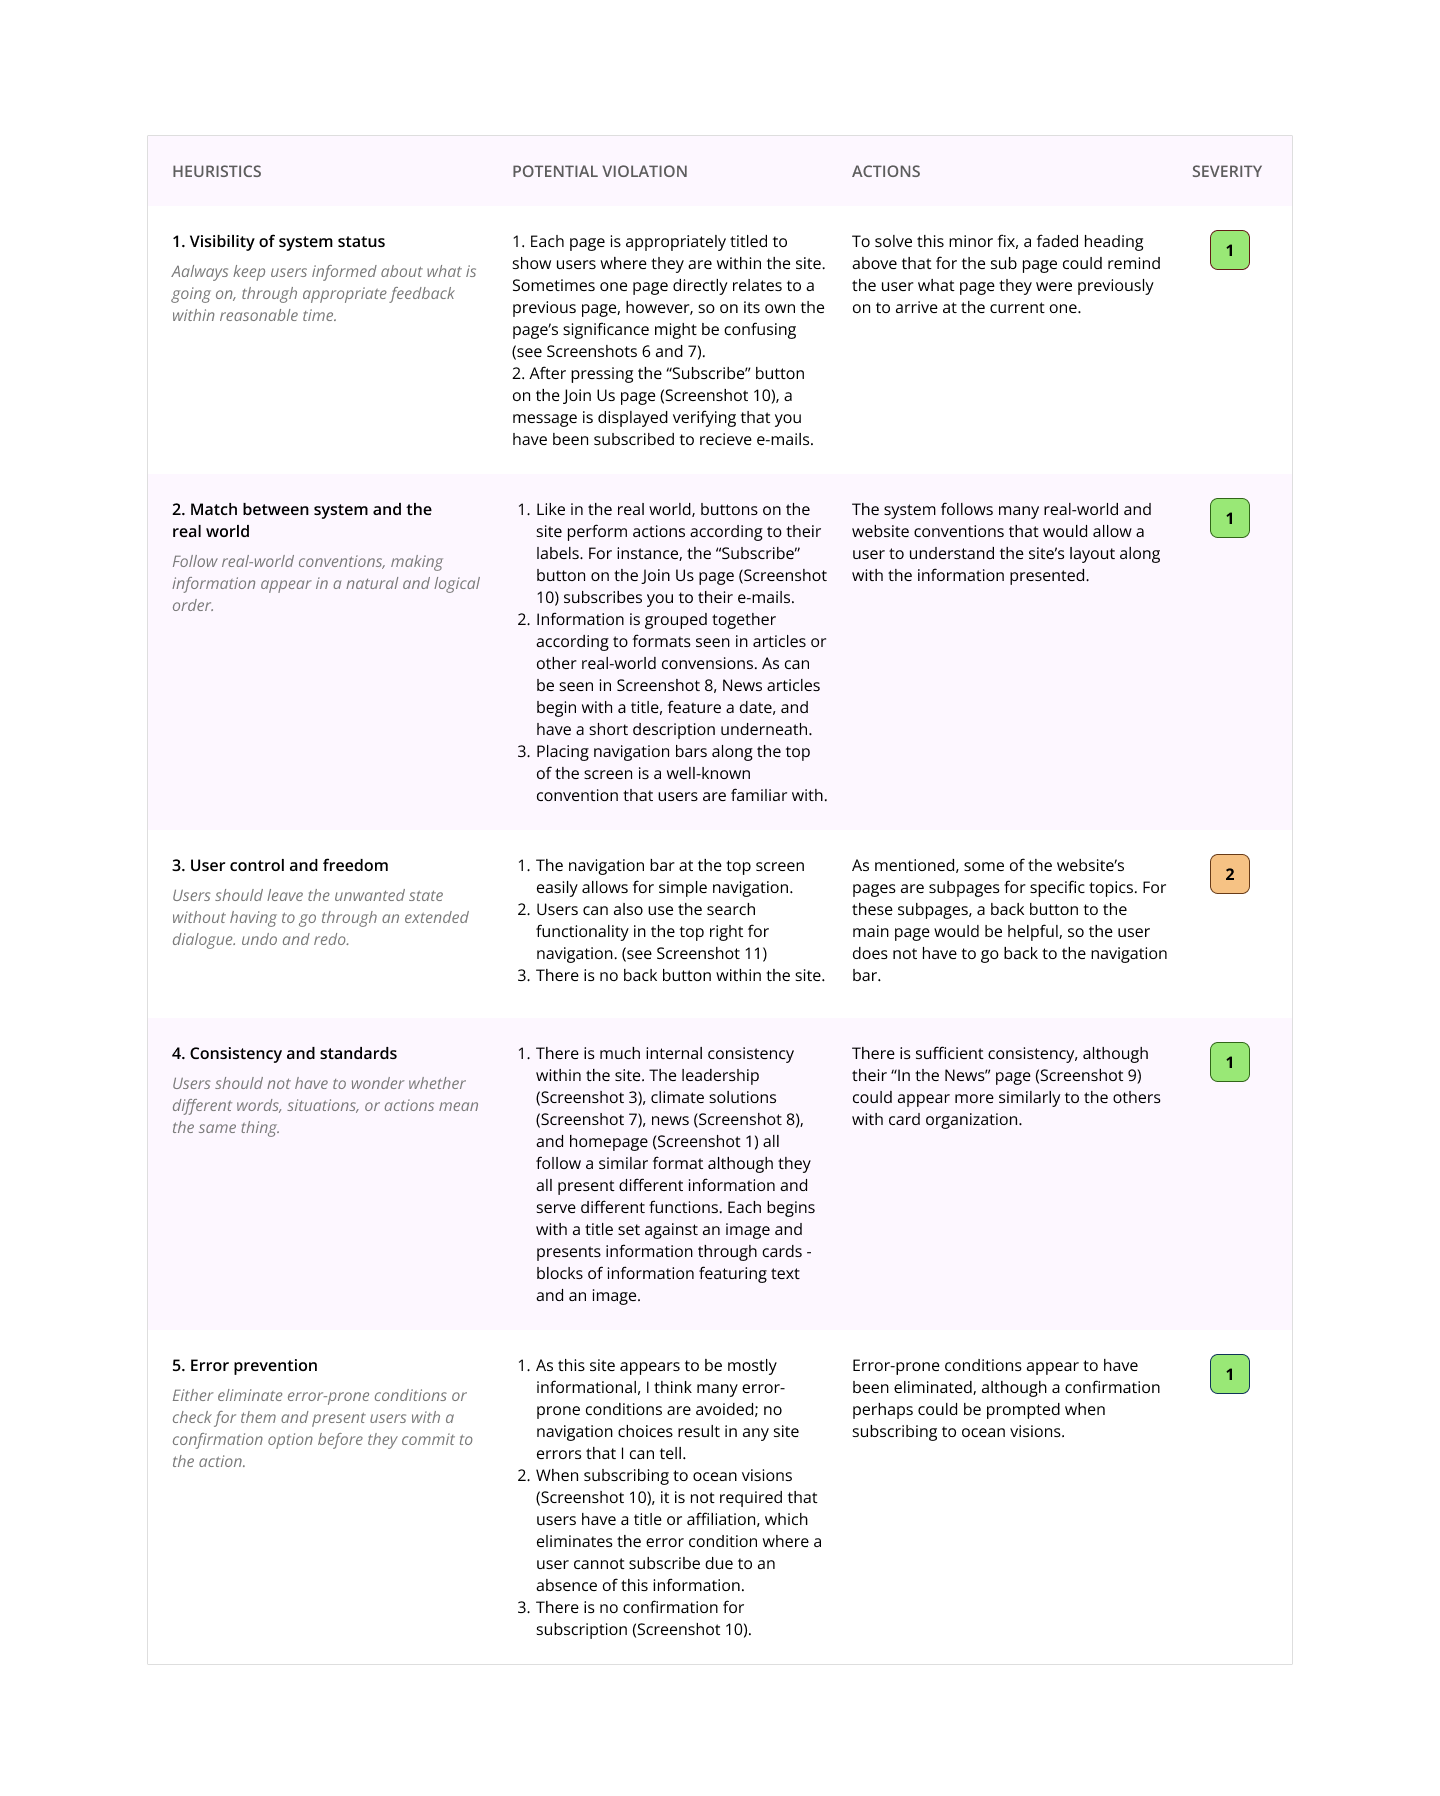 HEURISTICS
POTENTIAL VIOLATION
ACTIONS
SEVERITY
1. Visibility of system status
Aalways keep users informed about what is
going on, through appropriate feedback
within reasonable time.
1. Each page is appropriately titled to
show users where they are within the site.
Sometimes one page directly relates to a
previous page, however, so on its own the
page’s significance might be confusing
(see Screenshots 6 and 7).
2. After pressing the “Subscribe” button
on the Join Us page (Screenshot 10), a
message is displayed verifying that you
have been subscribed to recieve e-mails.
To solve this minor fix, a faded heading
above that for the sub page could remind
the user what page they were previously
on to arrive at the current one.
1
2. Match between system and the
real world
Follow real-world conventions, making
information appear in a natural and logical
order.
1. Like in the real world, buttons on the
site perform actions according to their
labels. For instance, the “Subscribe”
button on the Join Us page (Screenshot
10) subscribes you to their e-mails.
2. Information is grouped together
according to formats seen in articles or
other real-world convensions. As can
be seen in Screenshot 8, News articles
begin with a title, feature a date, and
have a short description underneath.
3. Placing navigation bars along the top
of the screen is a well-known
convention that users are familiar with.
The system follows many real-world and
website conventions that would allow a
user to understand the site’s layout along
with the information presented.
1
3. User control and freedom
Users should leave the unwanted state
without having to go through an extended
dialogue. undo and redo.
1. The navigation bar at the top screen
easily allows for simple navigation.
2. Users can also use the search
functionality in the top right for
navigation. (see Screenshot 11)
3. There is no back button within the site.
As mentioned, some of the website’s
pages are subpages for specific topics. For
these subpages, a back button to the
main page would be helpful, so the user
does not have to go back to the navigation
bar.
2
4. Consistency and standards
Users should not have to wonder whether
different words, situations, or actions mean
the same thing.
1. There is much internal consistency
within the site. The leadership
(Screenshot 3), climate solutions
(Screenshot 7), news (Screenshot 8),
and homepage (Screenshot 1) all
follow a similar format although they
all present different information and
serve different functions. Each begins
with a title set against an image and
presents information through cards -
blocks of information featuring text
and an image.
There is sufficient consistency, although
their “In the News” page (Screenshot 9)
could appear more similarly to the others
with card organization.
1
5. Error prevention
Either eliminate error-prone conditions or
check for them and present users with a
confirmation option before they commit to
the action.
1. As this site appears to be mostly
informational, I think many error-
prone conditions are avoided; no
navigation choices result in any site
errors that I can tell.
2. When subscribing to ocean visions
(Screenshot 10), it is not required that
users have a title or affiliation, which
eliminates the error condition where a
user cannot subscribe due to an
absence of this information.
3. There is no confirmation for
subscription (Screenshot 10).
Error-prone conditions appear to have
been eliminated, although a confirmation
perhaps could be prompted when
subscribing to ocean visions.
1